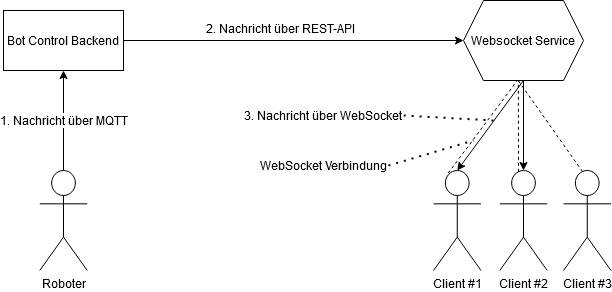 2. Nachricht über REST-API
Bot Control Backend
Websocket Service
1. Nachricht über MQTT
3. Nachricht über WebSocket
WebSocket Verbindung
Roboter
Client #1
Client #2
Client #3